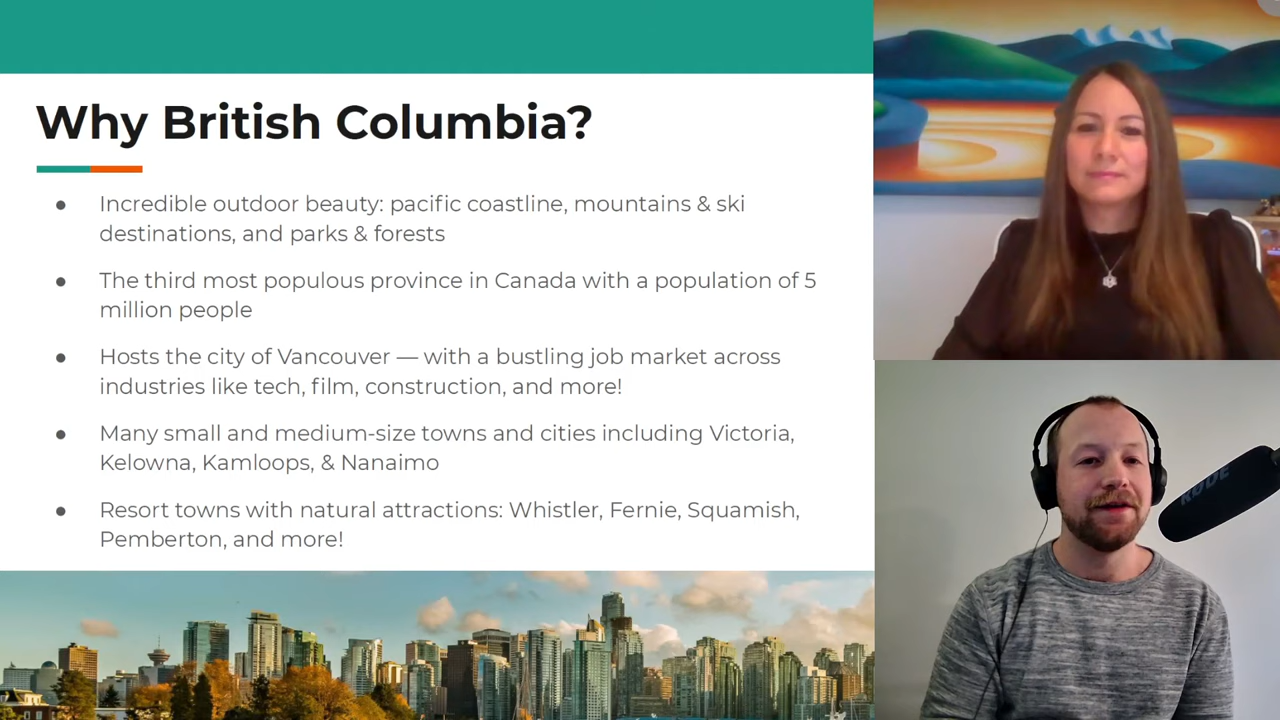 Why British Columbia?
● Incredible outdoor beauty: pacific coastline, mountains & ski
destinations, and parks & forests
● The third most populous province in Canada with a population of 5
million people
● Hosts the city of Vancouver — with a bustling job market across
industries like tech, film, construction, and more!
● Many small and medium-size towns and cities including Victoria,
Kelowna, Kamloops, & Nanaimo
● Resort towns with natural attractions: Whistler, Fernie, Squamish,
Pemberton, and more!
RODE